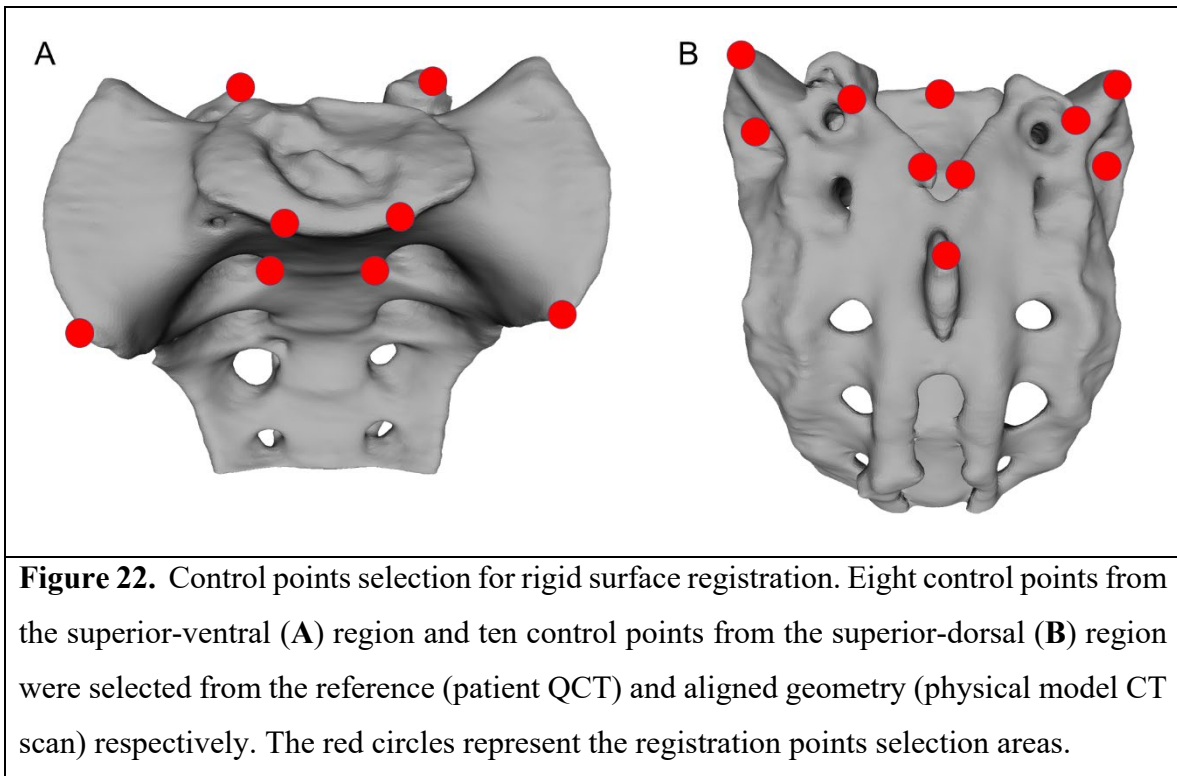 A
B
Figure 22. Control points selection for rigid surface registration. Eight control points from
the superior-ventral (A) region and ten control points from the superior-dorsal (B) region
were selected from the reference (patient QCT) and aligned geometry (physical model CT
scan) respectively. The red circles represent the registration points selection areas.